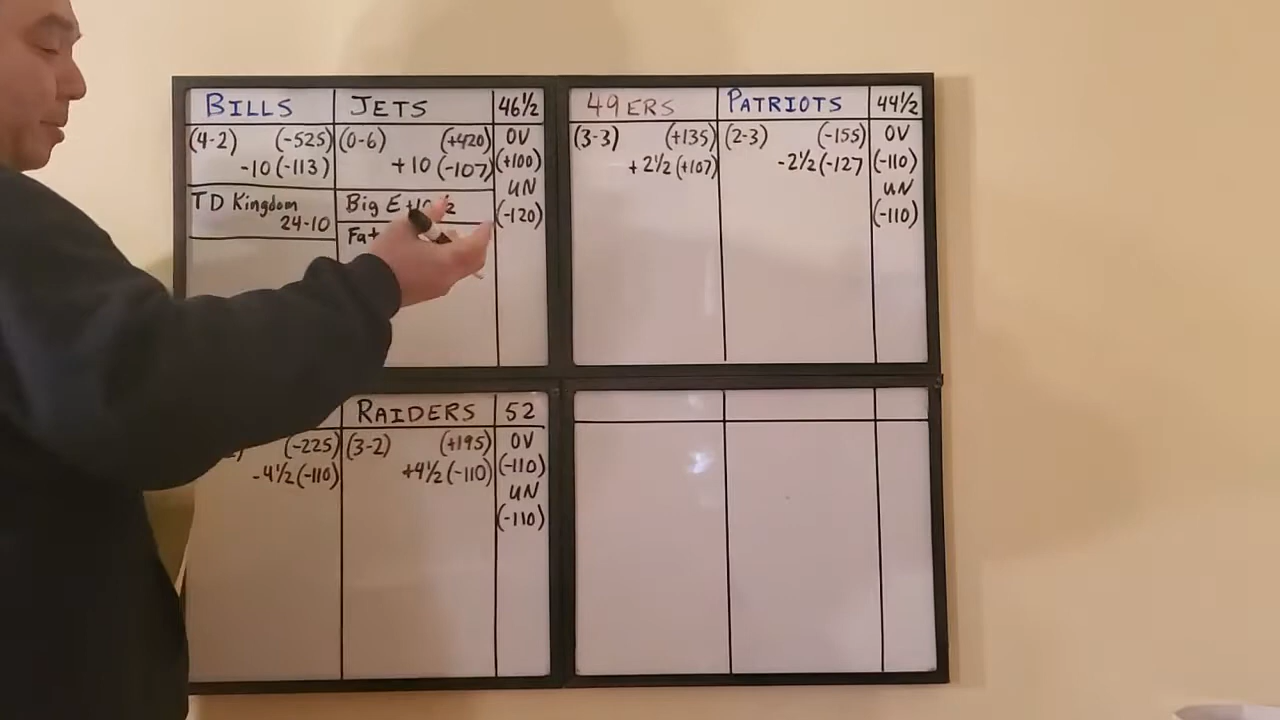 BILLS JETS 46½
(4-2) (-525) (0-6) (+420) OV
-10 (-113) +10 (-107) (+100)
UN
TD Kingdom Big E (-120)
24-10
Fat
49ERS PATRIOTS 44½
(3-3) (+135) (2-3) (-155) OV
+2½ (+107) -2½ (-127 (-110)
UN
(-110)
RAIDERS 52
(-225) (3-2) (+195) OV
-4½ (-110) +4½ (-110) (-110)
UN
(-110)